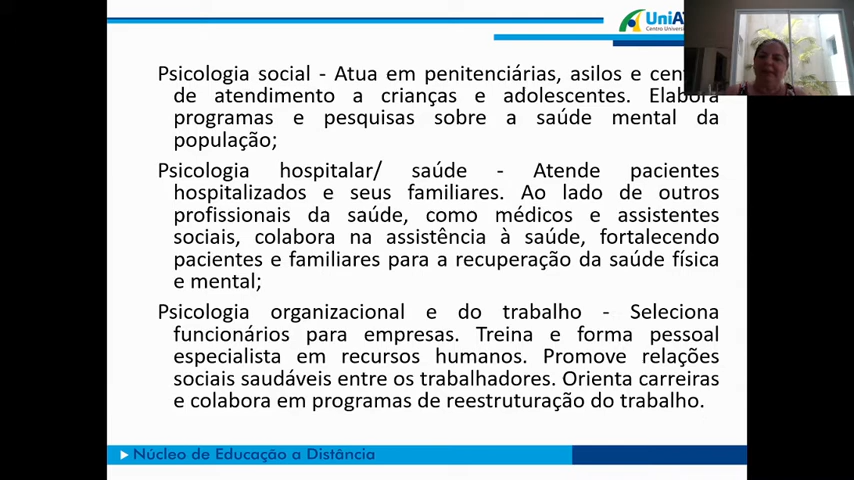 UniA
Centro Univer
Psicologia social - Atua em penitenciárias, asilos e cen
de atendimento a crianças e adolescentes. Elabora
programas e pesquisas sobre a saúde mental da
população;
Psicologia hospitalar/ saúde - Atende pacientes
hospitalizados e seus familiares. Ao lado de outros
profissionais da saúde, como médicos e assistentes
sociais, colabora na assistência à saúde, fortalecendo
pacientes e familiares para a recuperação da saúde física
e mental;
Psicologia organizacional e do trabalho - Seleciona
funcionários para empresas. Treina e forma pessoal
especialista em recursos humanos. Promove relações
sociais saudáveis entre os trabalhadores. Orienta carreiras
e colabora em programas de reestruturação do trabalho.
Núcleo de Educação a Distância